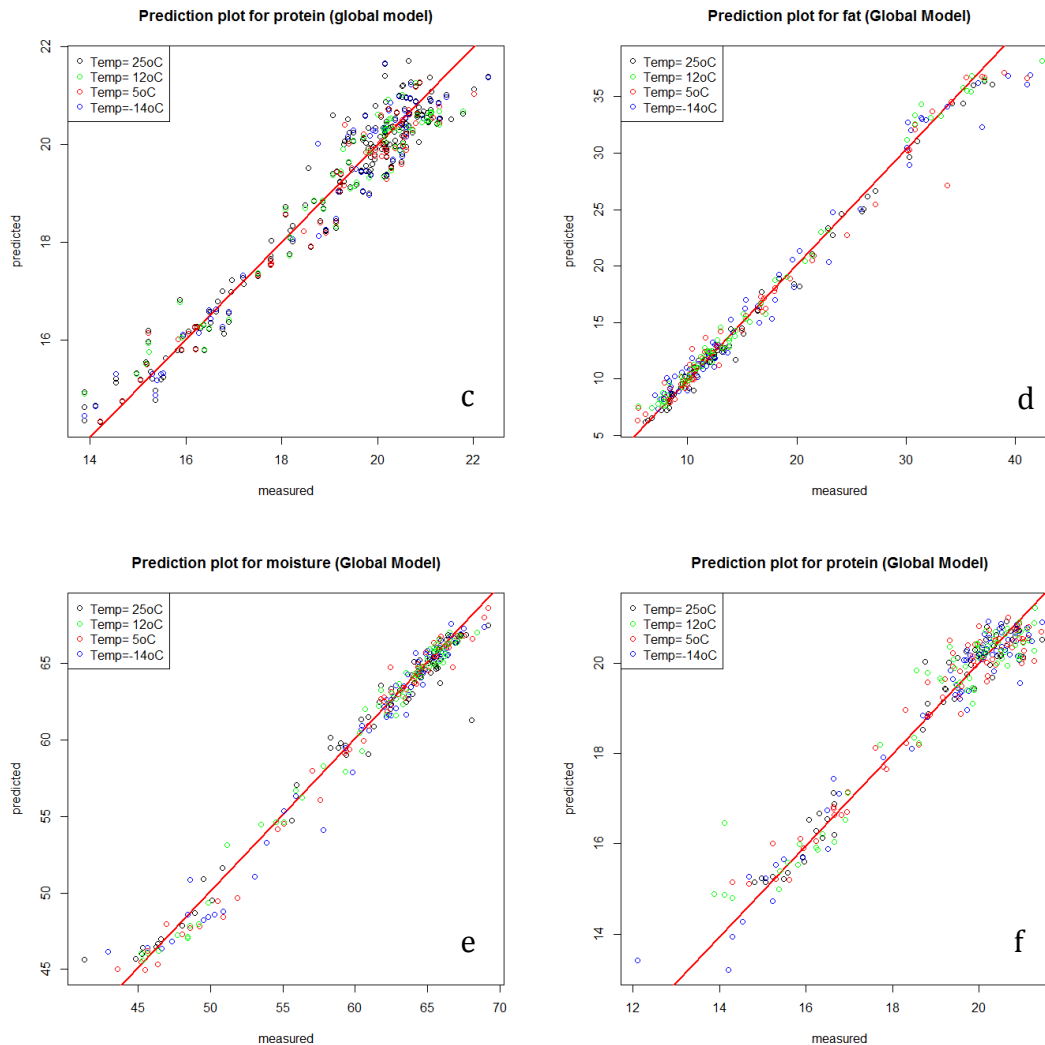 Prediction plot for protein (global model)
Temp= 25oC
Temp= 12oC
Temp= 5oC
Temp=-14oC
22
20
18
16
predicted
14 16 18 20 22
measured
c
Prediction plot for fat (Global Model)
Temp= 25oC
Temp= 12oC
Temp= 5oC
Temp=-14oC
35
30
25
20
15
10
5
predicted
10 20 30 40
measured
d
Prediction plot for moisture (Global Model)
Temp= 25oC
Temp= 12oC
Temp= 5oC
Temp=-14oC
65
60
55
50
45
predicted
45 50 55 60 65 70
measured
e
Prediction plot for protein (Global Model)
Temp= 25oC
Temp= 12oC
Temp= 5oC
Temp=-14oC
20
18
16
14
predicted
12 14 16 18 20
measured
f